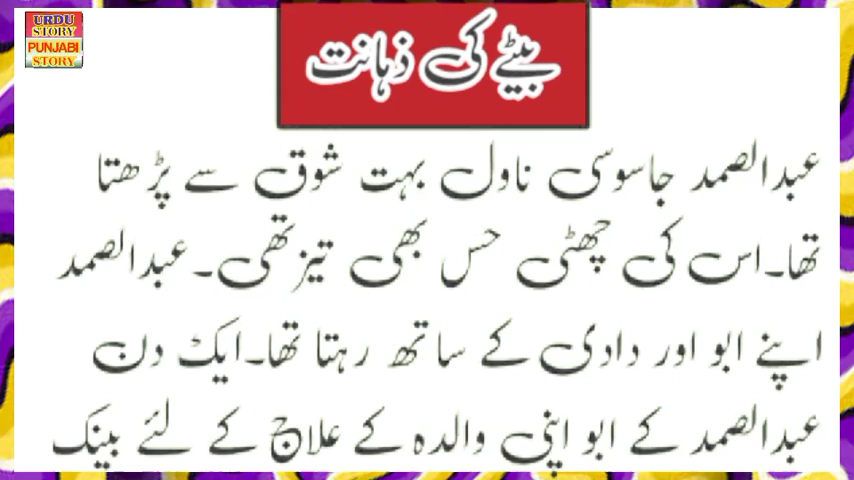 URDU
STORY
PUNJABI
STORY
بیٹے کی ذہانت
عبدالصمد جاسوسی ناول بہت شوق سے پڑھتا
تھا۔اس کی چھٹی حس بھی تیز تھی۔عبدالصمد
اپنے ابو اور دادی کے ساتھ رہتا تھا۔ایک دن
عبدالصمد کے ابو اپنی والدہ کے علاج کے لئے بینک